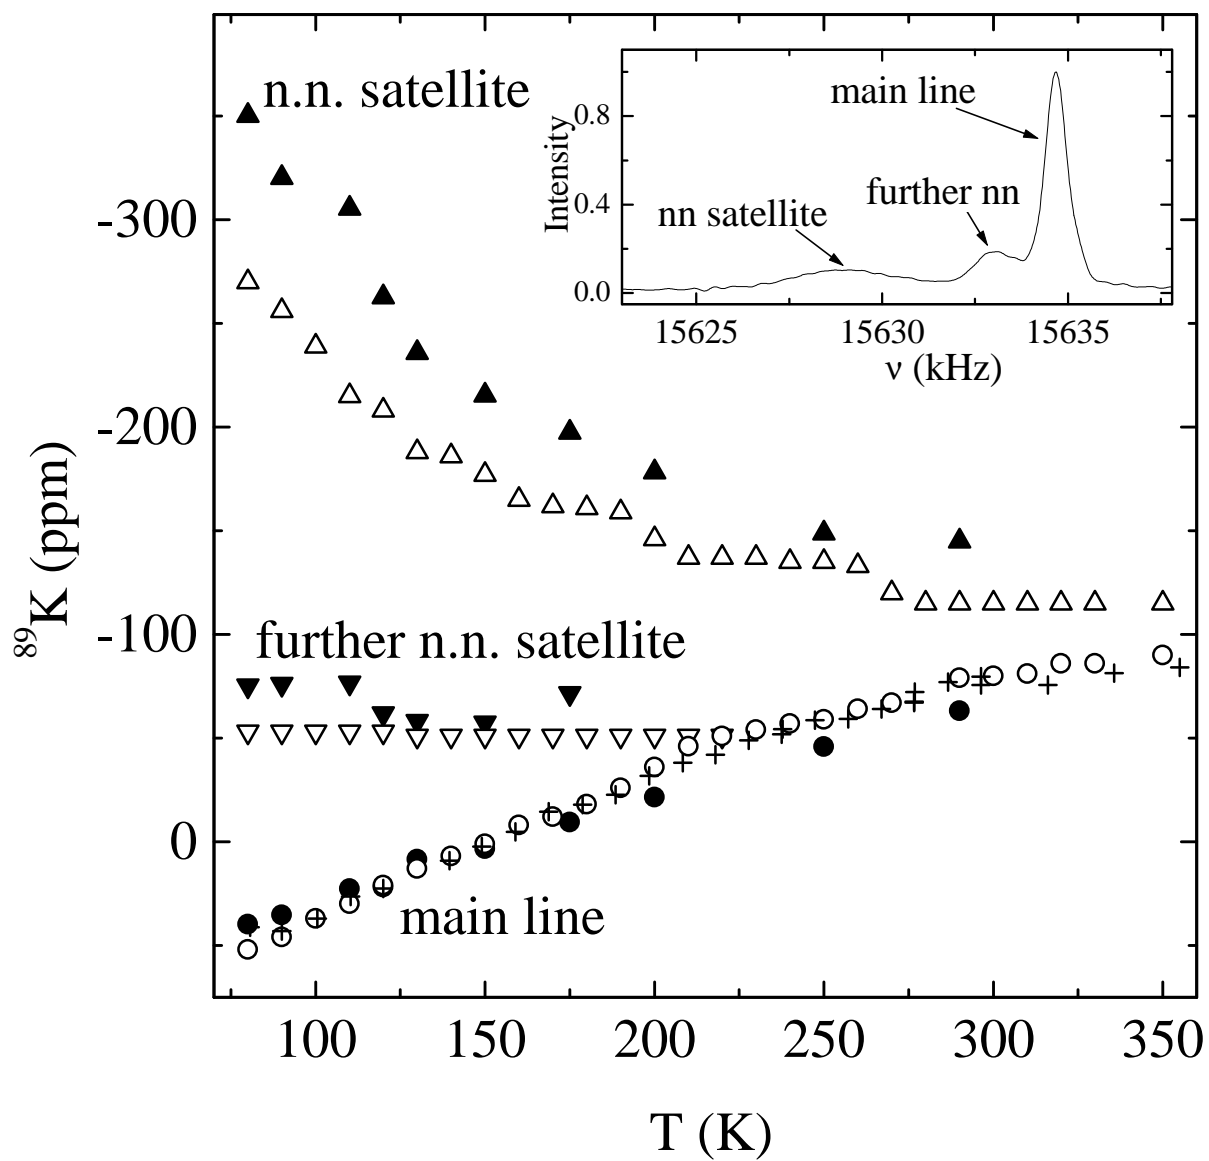 n.n. satellite
main line
further nn
nn satellite
Intensity
0.8
0.4
0.0
15625 15630 15635
ν (kHz)
-300
-200
-100
0
⁸⁹K (ppm)
further n.n. satellite
main line
100 150 200 250 300 350
T (K)